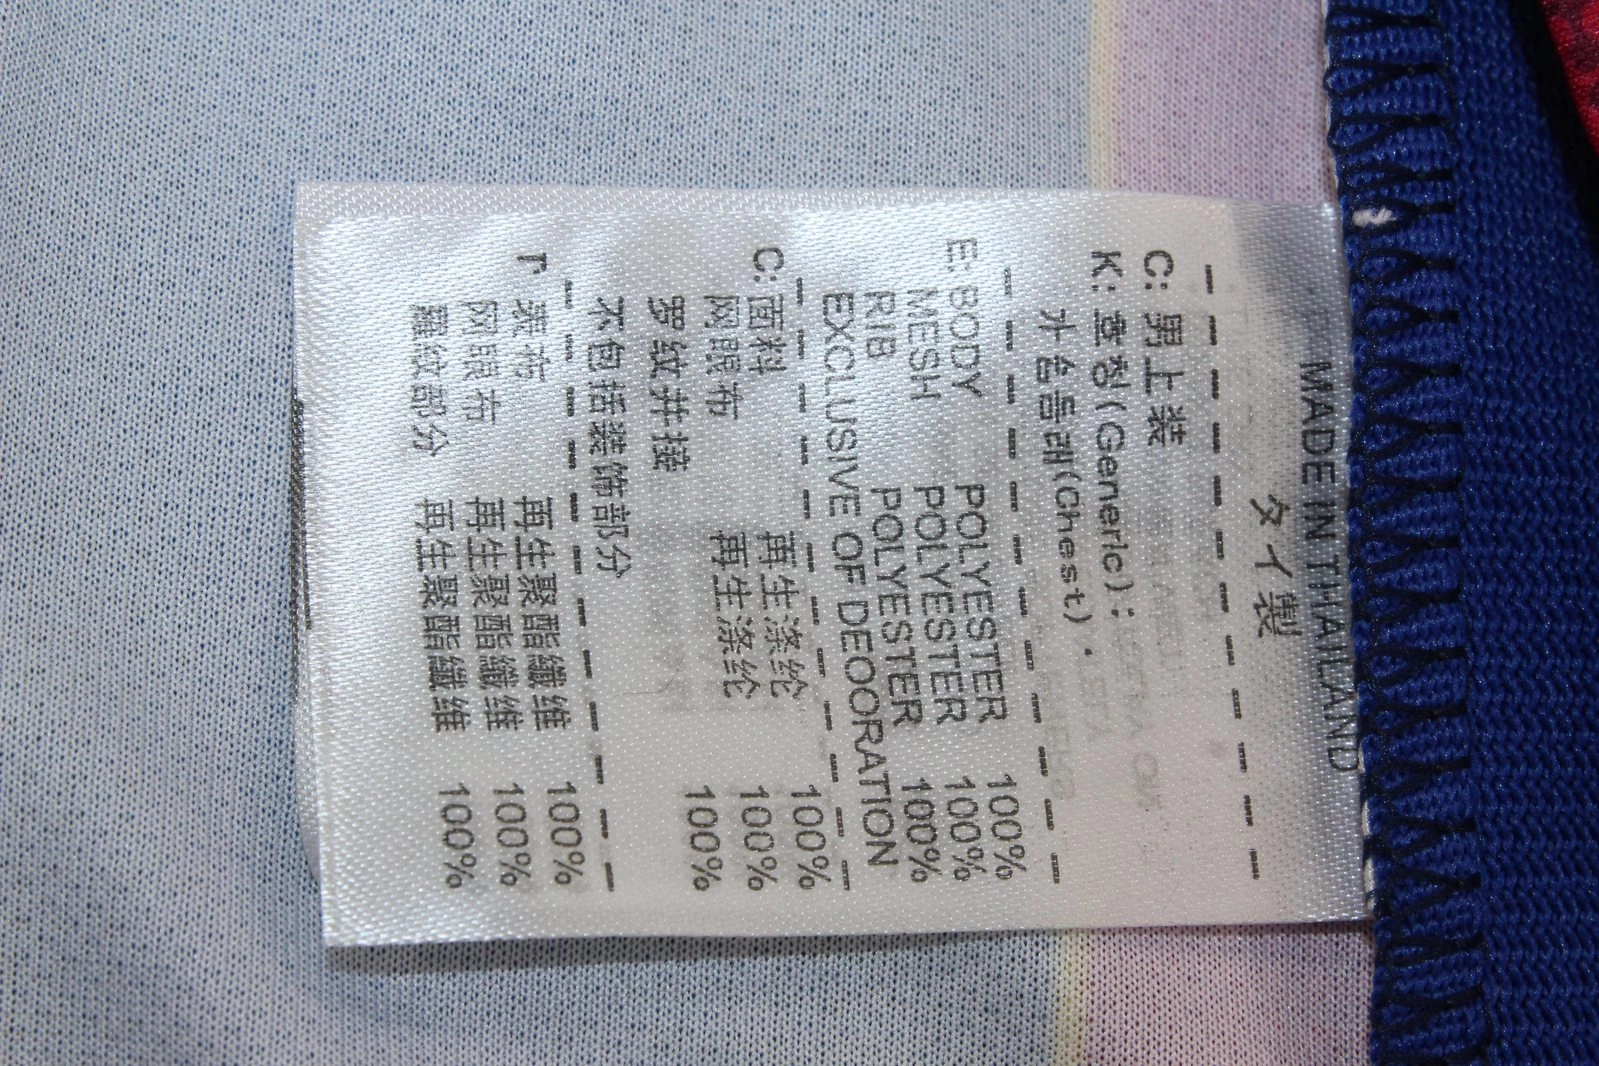 MADE IN THAILAND
タイ製
C: 男上装
K: 호칭(Generic):
가슴둘레(Chest).
E: BODY POLYESTER 100%
MESH POLYESTER 100%
RIB POLYESTER 100%
EXCLUSIVE OF DEOORATION
C: 面料 再生涤纶 100%
网眼布 再生涤纶 100%
罗纹并接 100%
不包括装饰部分
T 表布 再生聚酯纖維 100%
网眼布 再生聚酯纖維 100%
羅紋部分 再生聚酯纖維 100%